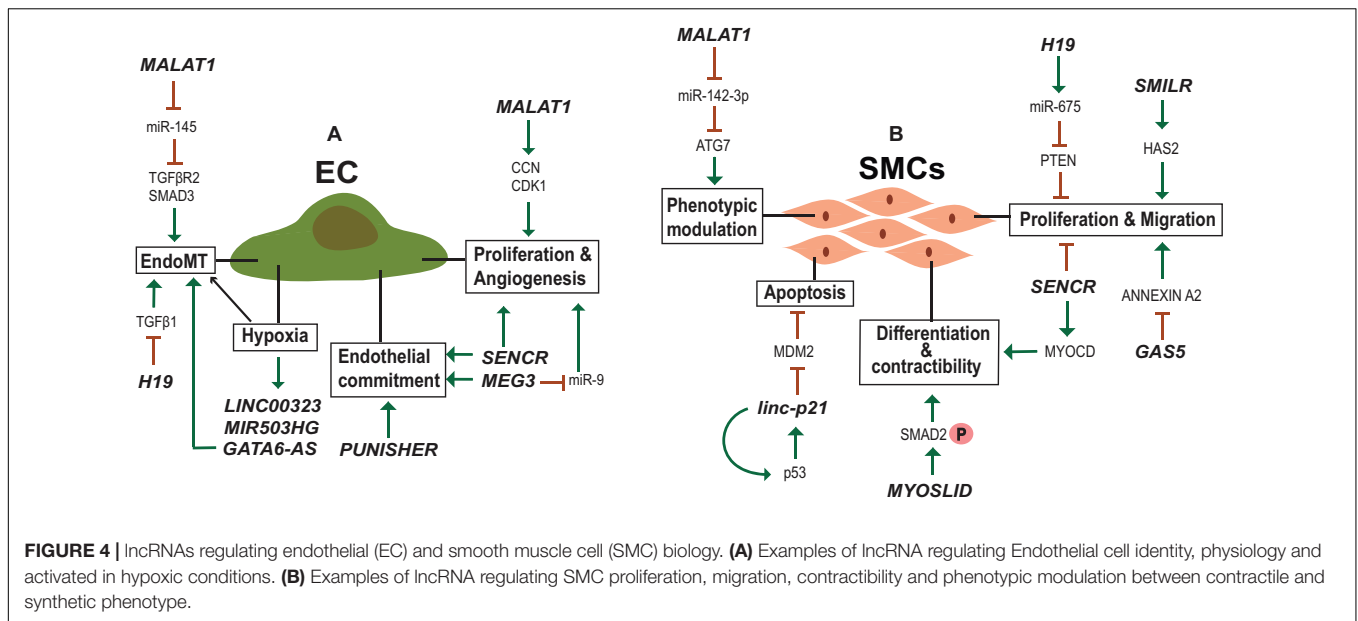 MALAT1
miR-145
TGFβR2
SMAD3
EndoMT
TGFβ1
H19
A
EC
Hypoxia
LINC00323
MIR503HG
GATA6-AS
MALAT1
CCN
CDK1
Proliferation &
Angiogenesis
Endothelial
commitment
SENCR
MEG3
miR-9
PUNISHER
MALAT1
miR-142-3p
ATG7
Phenotypic
modulation
B
SMCs
Apoptosis
MDM2
linc-p21
p53
Differentiation
&
contractibility
SMAD2 P
MYOSLID
H19
miR-675
PTEN
SMILR
HAS2
Proliferation & Migration
SENCR
MYOCD
ANNEXIN A2
GAS5
FIGURE 4 | lncRNAs regulating endothelial (EC) and smooth muscle cell (SMC) biology. (A) Examples of lncRNA regulating Endothelial cell identity, physiology and
activated in hypoxic conditions. (B) Examples of lncRNA regulating SMC proliferation, migration, contractibility and phenotypic modulation between contractile and
synthetic phenotype.